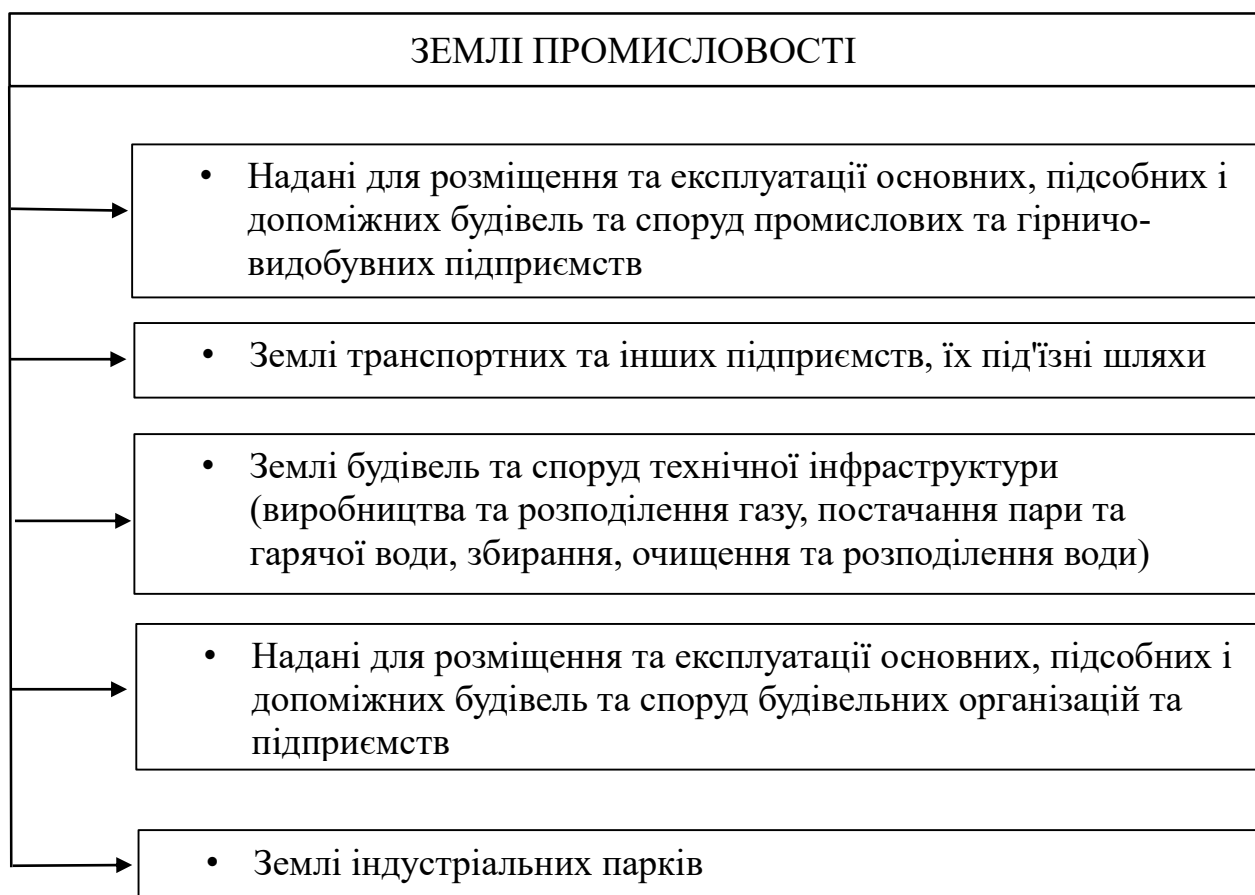 ЗЕМЛІ ПРОМИСЛОВОСТІ
• Надані для розміщення та експлуатації основних, підсобних і
допоміжних будівель та споруд промислових та гірничо-
видобувних підприємств
• Землі транспортних та інших підприємств, їх під'їзні шляхи
• Землі будівель та споруд технічної інфраструктури
(виробництва та розподілення газу, постачання пари та
гарячої води, збирання, очищення та розподілення води)
• Надані для розміщення та експлуатації основних, підсобних і
допоміжних будівель та споруд будівельних організацій та
підприємств
• Землі індустріальних парків